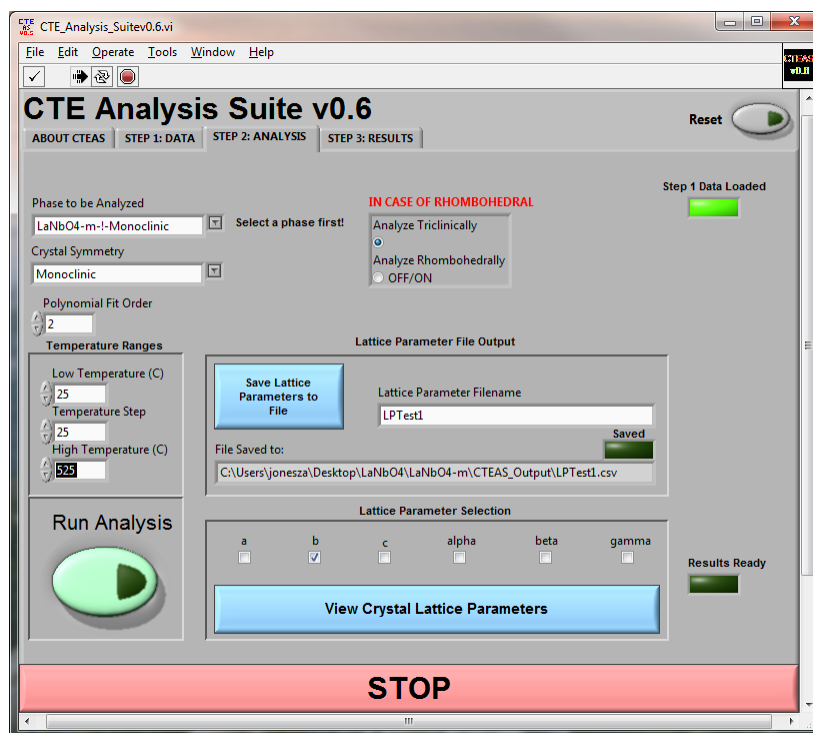 CTE
AS
v0.5
CTE_Analysis_Suitev0.6.vi
File Edit Operate Tools Window Help
CTEAS
CTE Analysis Suite v0.6
ABOUT CTEAS STEP 1: DATA STEP 2: ANALYSIS STEP 3: RESULTS
Reset
Step 1 Data Loaded
Phase to be Analyzed
LaNbO4-m-!-Monoclinic
Select a phase first!
Crystal Symmetry
Monoclinic
IN CASE OF RHOMBOHEDRAL
Analyze Triclinically
Analyze Rhombohedrally
OFF/ON
Polynomial Fit Order
2
Temperature Ranges
Low Temperature (C)
25
Temperature Step
25
High Temperature (C)
525
Lattice Parameter File Output
Save Lattice
Parameters to
File
Lattice Parameter Filename
LPTest1
Saved
File Saved to:
C:\Users\jonesza\Desktop\LaNbO4\LaNbO4-m\CTEAS_Output\LPTest1.csv
Run Analysis
Lattice Parameter Selection
a b c alpha beta gamma
View Crystal Lattice Parameters
Results Ready
STOP